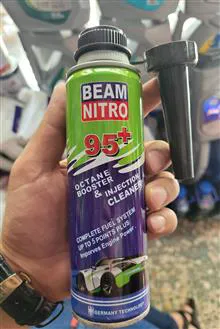 BEAM
NITRO
95+
OCTANE
BOOSTER & INJECTION
CLEANER
COMPLETE FUEL SYSTEM
UP TO 5 POINTS PLUS
Improves Engine Power
GERMANY TECHNOLOGY